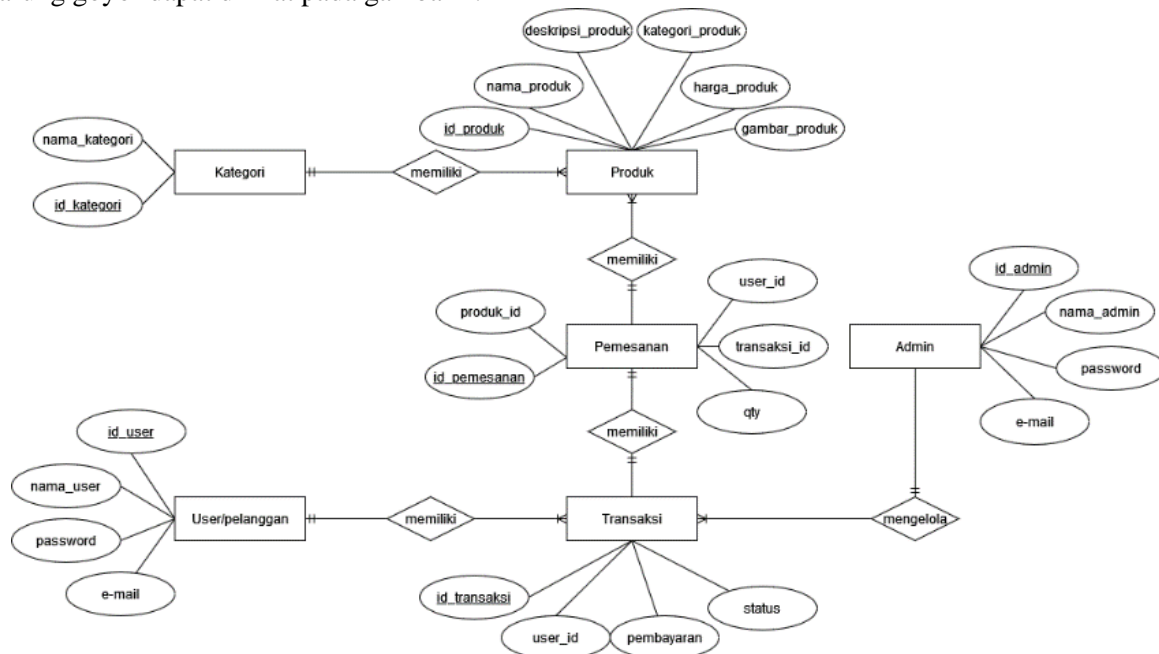 deskripsi_produk
kategori_produk
nama_produk
harga_produk
id_produk
gambar_produk
nama_kategori
Kategori
memiliki
Produk
id_kategori
memiliki
id_admin
user_id
produk_id
nama_admin
Pemesanan
transaksi_id
Admin
id_pemesanan
password
qty
e-mail
id_user
memiliki
nama_user
User/pelanggan
memiliki
Transaksi
mengelola
password
e-mail
id_transaksi
status
user_id
pembayaran